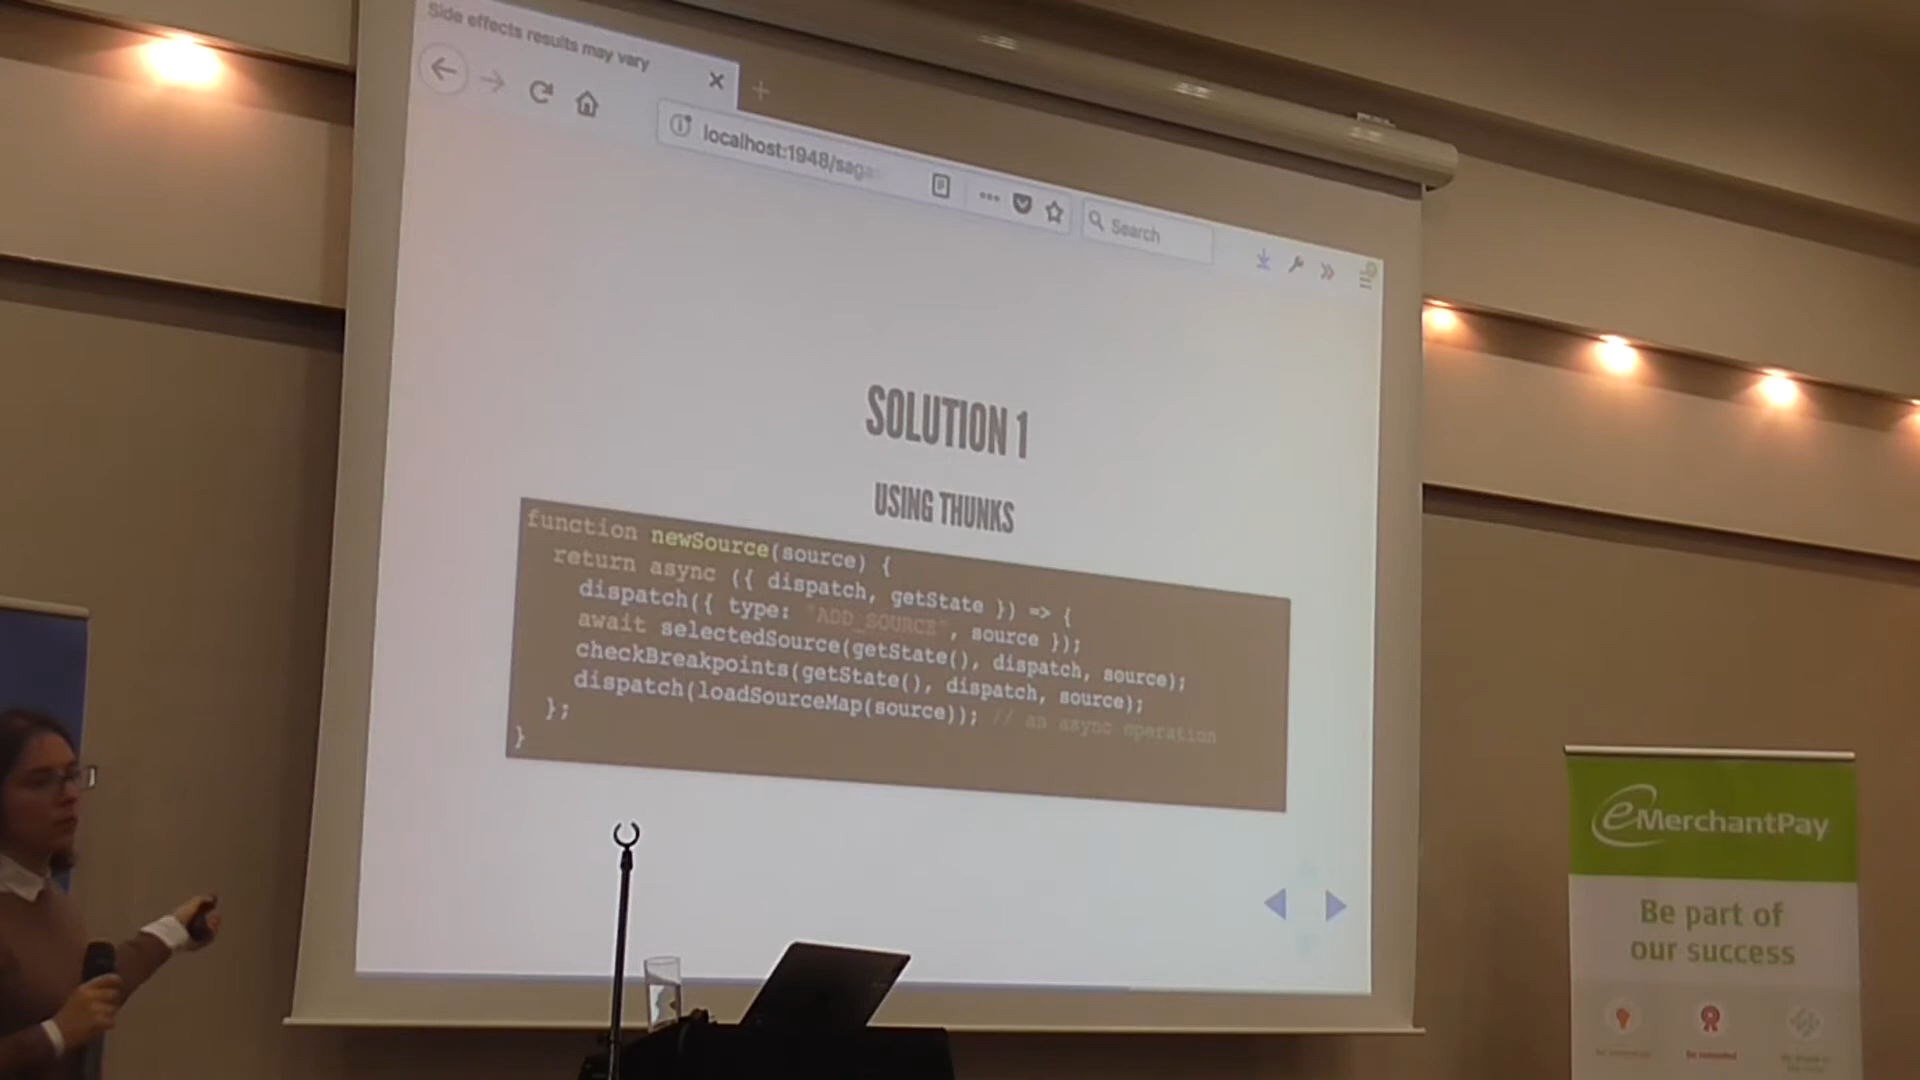 Side effects results may vary
localhost:1948/saga
Search
SOLUTION 1
USING THUNKS
function newSource(source) {
return async ({ dispatch, getState }) => {
dispatch({ type: "ADD_SOURCE", source });
await selectedSource(getState(), dispatch, source);
checkBreakpoints(getState(), dispatch, source);
dispatch(loadSourceMap(source)); // an async operation
};
}
eMerchantPay
Be part of
our success